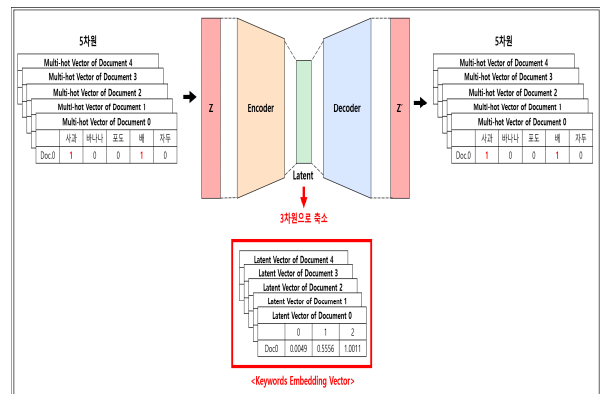 5차원
Multi-hot Vector of Document 4
Multi-hot Vector of Document 3
Multi-hot Vector of Document 2
Multi-hot Vector of Document 1
Multi-hot Vector of Document 0
사과 바나나 포도 배 자두
Doc.0 1 0 0 1 0
Z
Encoder
Latent
Decoder
Z'
3차원으로 축소
5차원
Multi-hot Vector of Document 4
Multi-hot Vector of Document 3
Multi-hot Vector of Document 2
Multi-hot Vector of Document 1
Multi-hot Vector of Document 0
사과 바나나 포도 배 자두
Doc.0 1 0 0 1 0
Latent Vector of Document 4
Latent Vector of Document 3
Latent Vector of Document 2
Latent Vector of Document 1
Latent Vector of Document 0
0 1 2
Doc0 0.0049 0.5556 1.0011
<Keywords Embedding Vector>